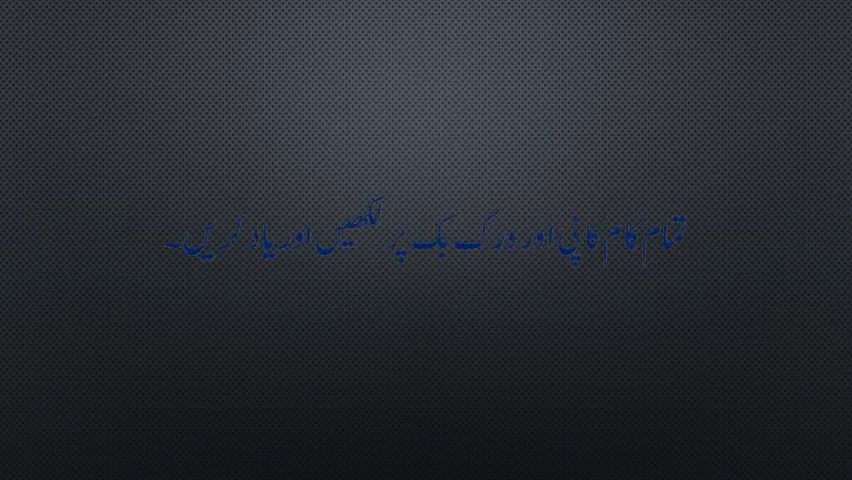 تمام کام کاپی اور ورک بک پر لکھیں اور یاد کریں۔